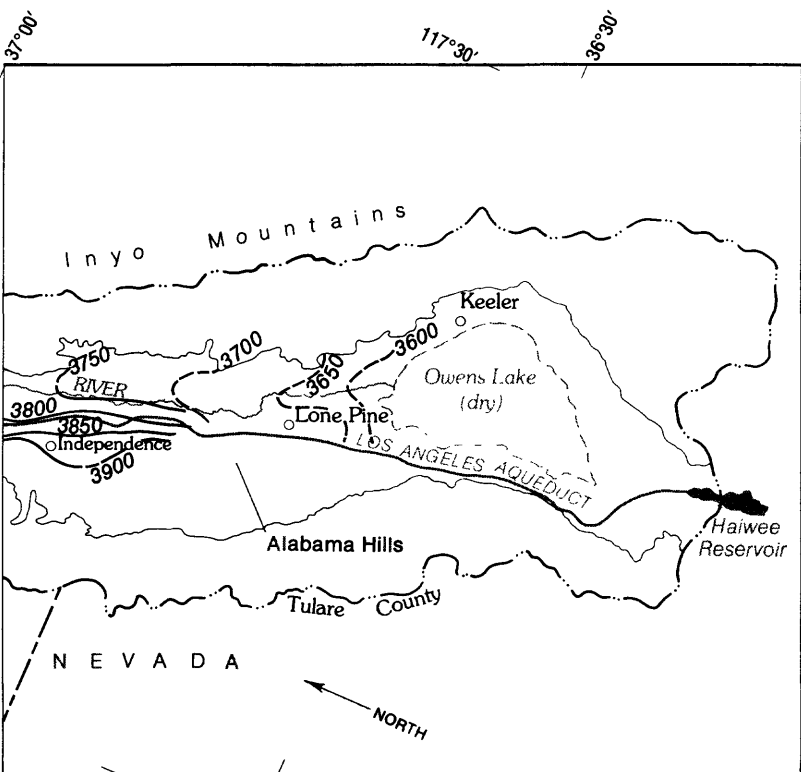 37°00'
117°30'
36°30'
Inyo Mountains
Keeler
3750
3700
3650
3600
RIVER
Owens Lake
(dry)
3800
3850
Lone Pine
Independence
3900
LOS ANGELES AQUEDUCT
Haiwee
Reservoir
Alabama Hills
Tulare County
NEVADA
NORTH